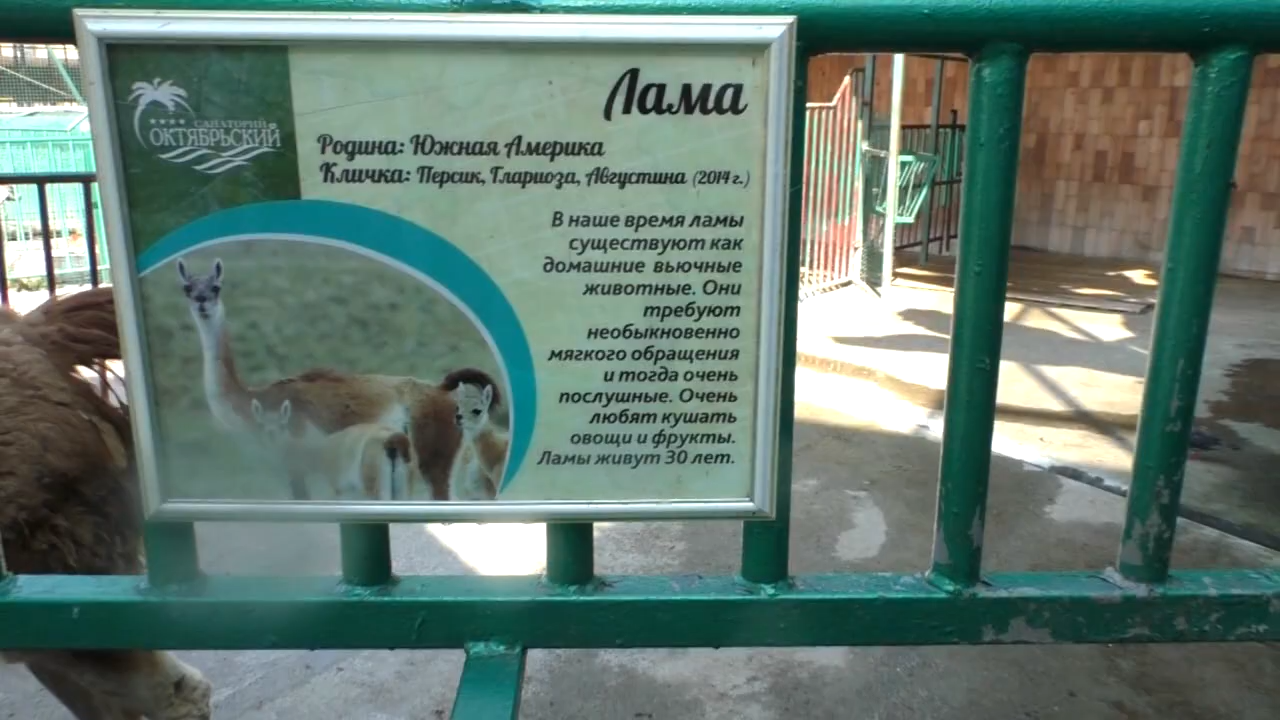 ★★★★ САНАТОРИЙ
ОКТЯБРЬСКИЙ
Лама
Родина: Южная Америка
Кличка: Персик, Глариоза, Августина (2014 г.)
В наше время ламы
существуют как
домашние вьючные
животные. Они
требуют
необыкновенно
мягкого обращения
и тогда очень
послушные. Очень
любят кушать
овощи и фрукты.
Ламы живут 30 лет.